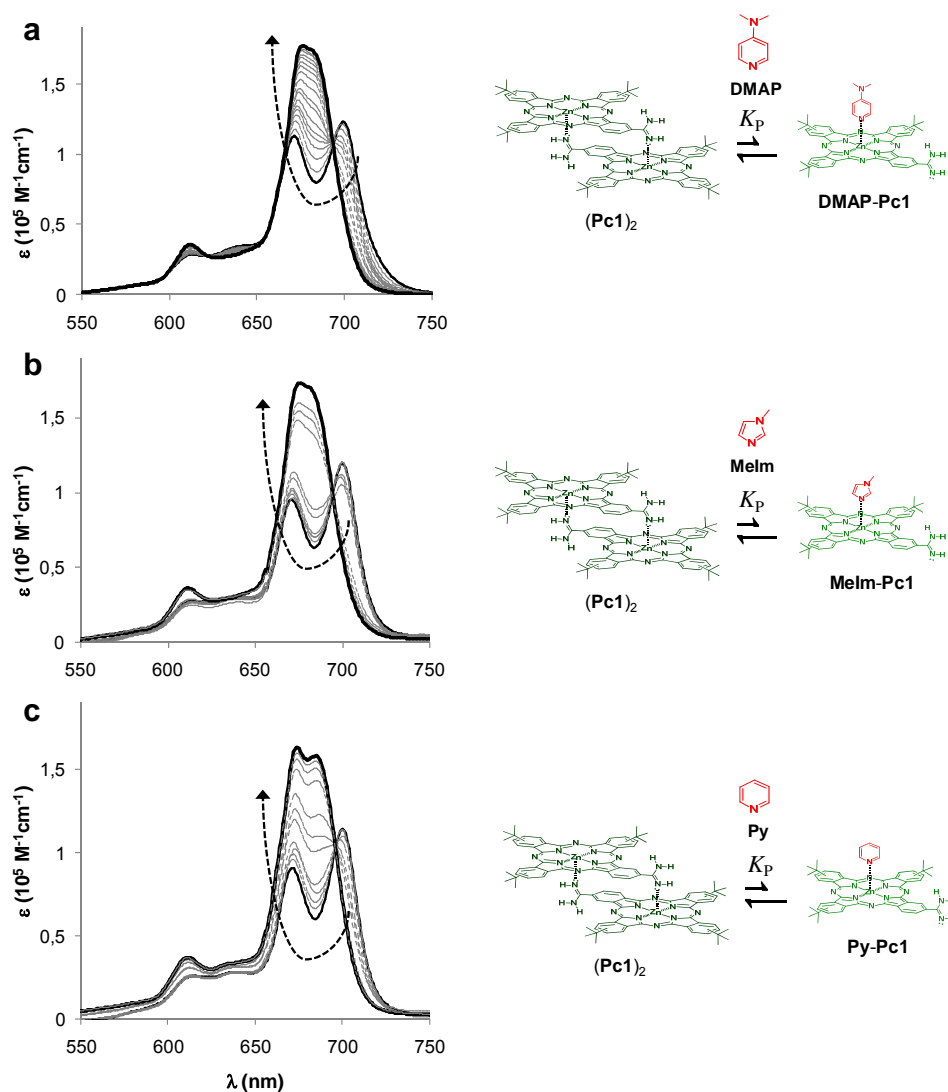 a
ε (10⁵ M⁻¹cm⁻¹)
1,5
1
0,5
0
550 600 650 700 750
DMAP
K_P
(Pc1)₂
DMAP-Pc1
b
ε (10⁵ M⁻¹cm⁻¹)
1,5
1
0,5
0
550 600 650 700 750
MeIm
K_P
(Pc1)₂
MeIm-Pc1
c
ε (10⁵ M⁻¹cm⁻¹)
1,5
1
0,5
0
550 600 650 700 750
λ (nm)
Py
K_P
(Pc1)₂
Py-Pc1